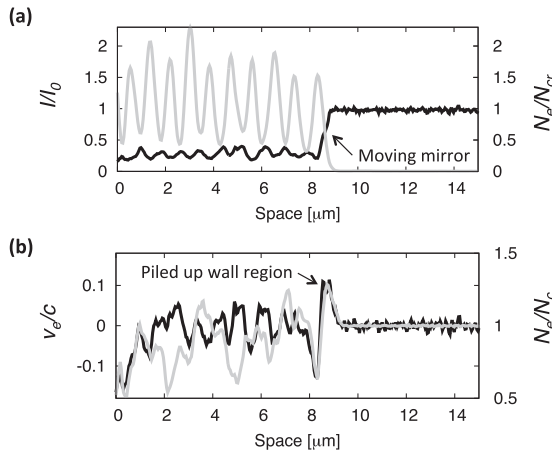 (a)
2
1.5
1
0.5
0
I/I0
2
1.5
1
0.5
0
Ne/Ncr
Moving mirror
0 2 4 6 8 10 12 14
Space [μm]
(b)
Piled up wall region
0.1
0
-0.1
ve/c
1.5
1
0.5
Ne/Nc
0 2 4 6 8 10 12 14
Space [μm]